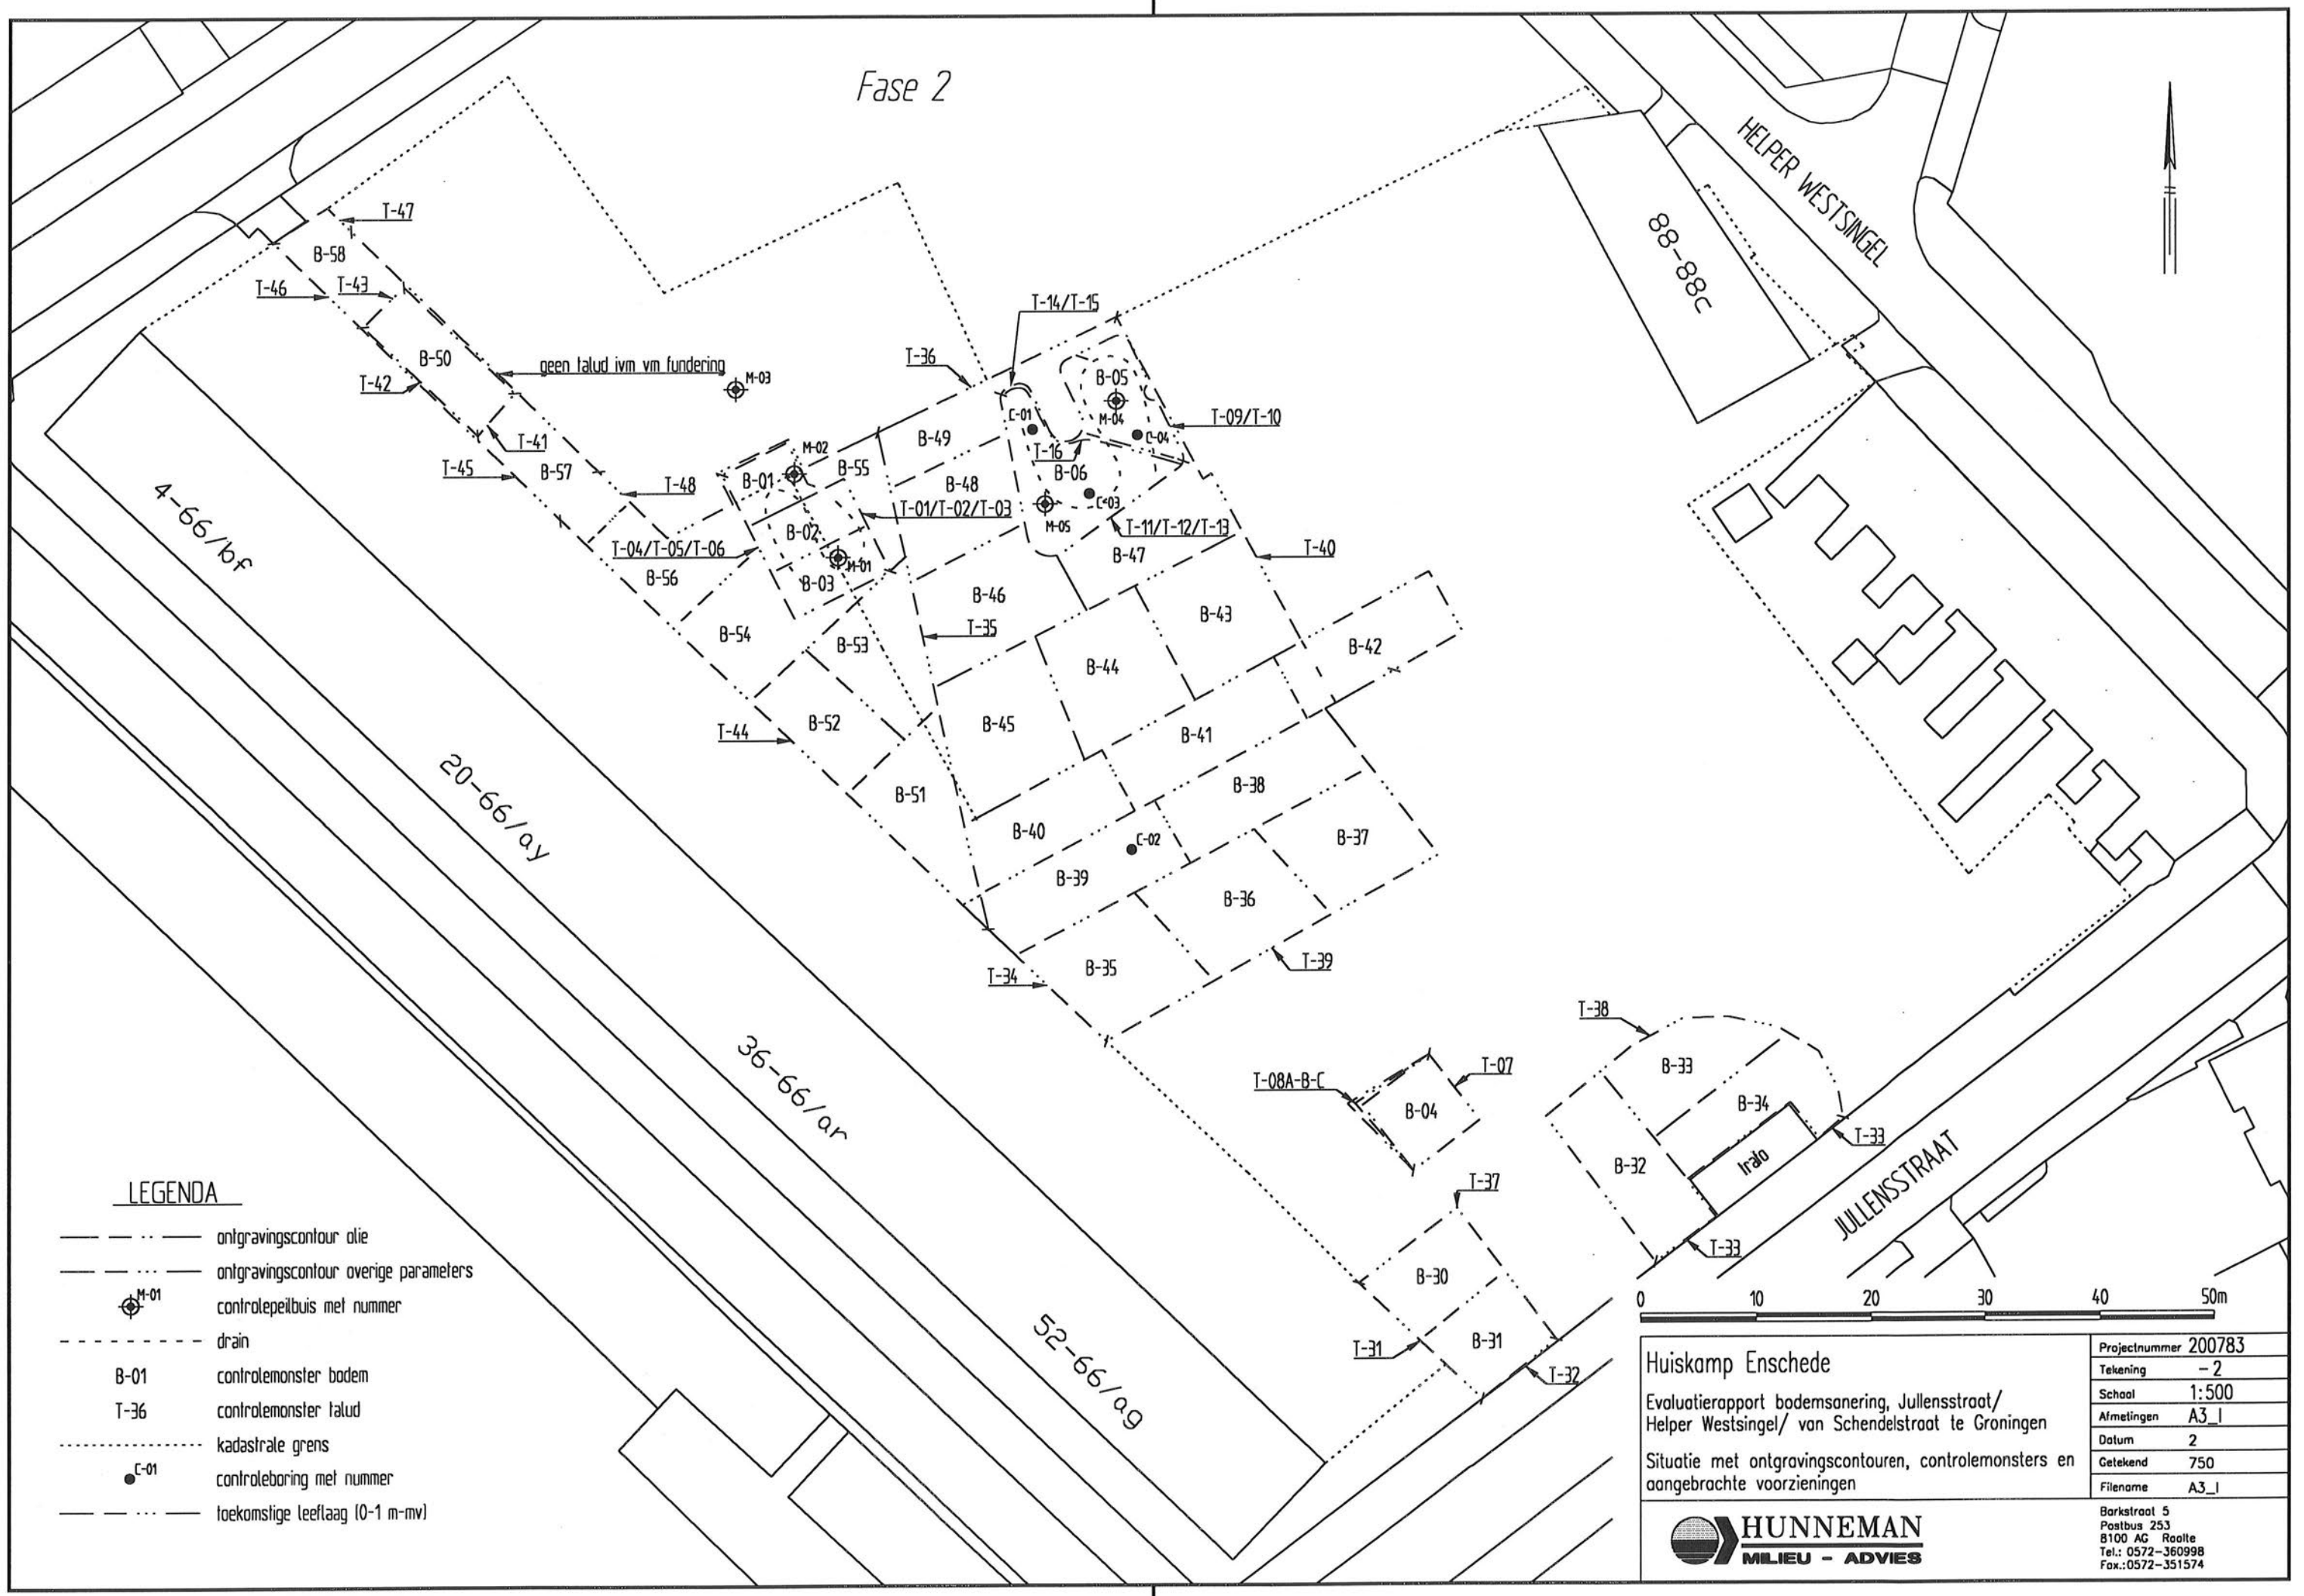 Fase 2
HELPER WESTSINGEL
88-88c
T-47
B-58
T-46
T-43
B-50
T-42
geen talud ivm vm fundering
M-03
T-41
T-45
B-57
T-48
T-14/T-15
T-36
B-05
M-04
C-01
C-04
T-09/T-10
T-16
B-06
C-03
M-05
B-49
B-48
M-02
B-01
B-55
T-01/T-02/T-03
B-02
T-04/T-05/T-06
M-01
B-03
T-11/T-12/T-13
B-47
T-40
B-56
B-46
B-43
B-54
T-35
B-53
B-44
B-42
B-52
T-44
B-45
B-41
B-51
B-38
B-40
C-02
B-37
B-39
B-36
B-35
T-34
T-39
4-66/bf
20-66/ay
36-66/ar
52-66/ag
T-38
B-33
T-07
T-08A-B-C
B-04
B-34
T-33
B-32
Trafo
T-33
JULLENSSTRAAT
T-37
B-30
B-31
T-31
T-32
LEGENDA
ontgravingscontour olie
ontgravingscontour overige parameters
M-01
controlepeilbuis met nummer
drain
B-01 controlemonster bodem
T-36 controlemonster talud
kadastrale grens
C-01
controleboring met nummer
toekomstige leeflaag (0-1 m-mv)
0 10 20 30 40 50m
Huiskamp Enschede
Evaluatierapport bodemsanering, Jullensstraat/
Helper Westsingel/ van Schendelstraat te Groningen
Situatie met ontgravingscontouren, controlemonsters en
aangebrachte voorzieningen
Projectnummer 200783
Tekening -2
Schaal 1:500
Afmetingen A3_l
Datum 2
Getekend 750
Filename A3_l
HUNNEMAN
MILIEU - ADVIES
Barkstraat 5
Postbus 253
8100 AG Raalte
Tel.: 0572-360998
Fax.:0572-351574